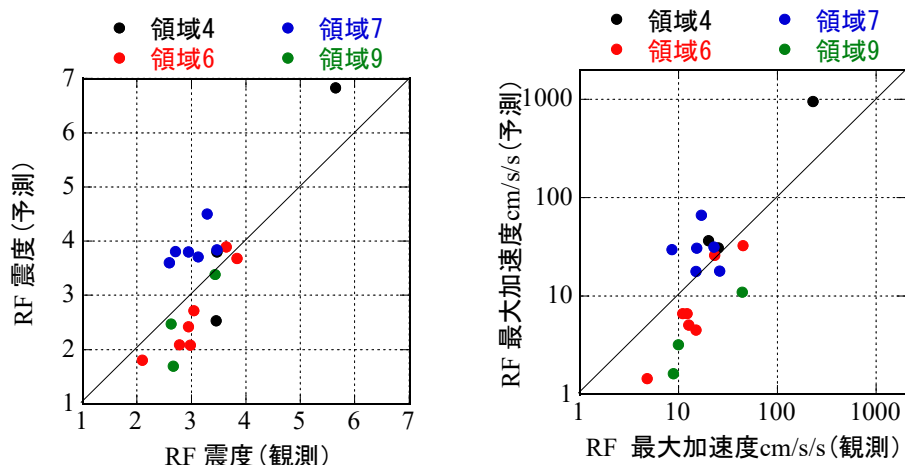 領域4 領域7
領域6 領域9
7
6
5
4
3
2
1
1 2 3 4 5 6 7
RF 震度(予測)
RF 震度(観測)
領域4 領域7
領域6 領域9
1000
100
10
1
1 10 100 1000
RF 最大加速度cm/s/s(予測)
RF 最大加速度cm/s/s(観測)